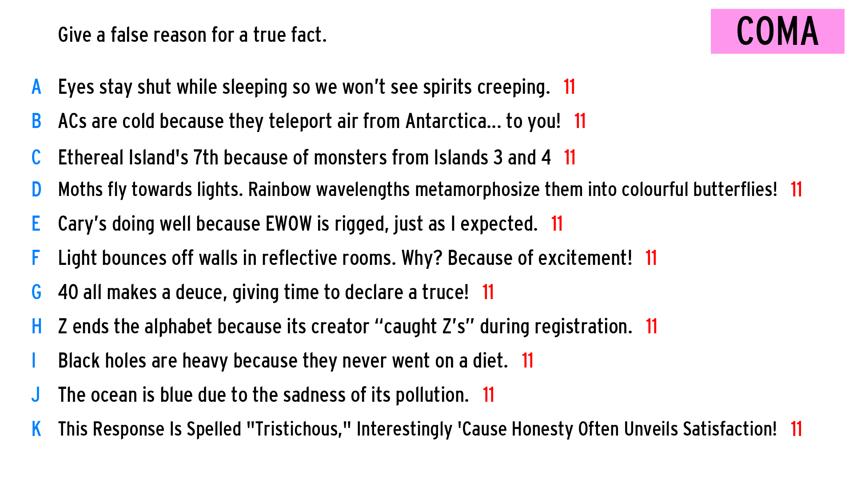 Give a false reason for a true fact.
COMA
A Eyes stay shut while sleeping so we won’t see spirits creeping. 11
B ACs are cold because they teleport air from Antarctica... to you! 11
C Ethereal Island's 7th because of monsters from Islands 3 and 4 11
D Moths fly towards lights. Rainbow wavelengths metamorphosize them into colourful butterflies! 11
E Cary’s doing well because EWOW is rigged, just as I expected. 11
F Light bounces off walls in reflective rooms. Why? Because of excitement! 11
G 40 all makes a deuce, giving time to declare a truce! 11
H Z ends the alphabet because its creator “caught Z’s” during registration. 11
I Black holes are heavy because they never went on a diet. 11
J The ocean is blue due to the sadness of its pollution. 11
K This Response Is Spelled "Tristichous," Interestingly 'Cause Honesty Often Unveils Satisfaction! 11